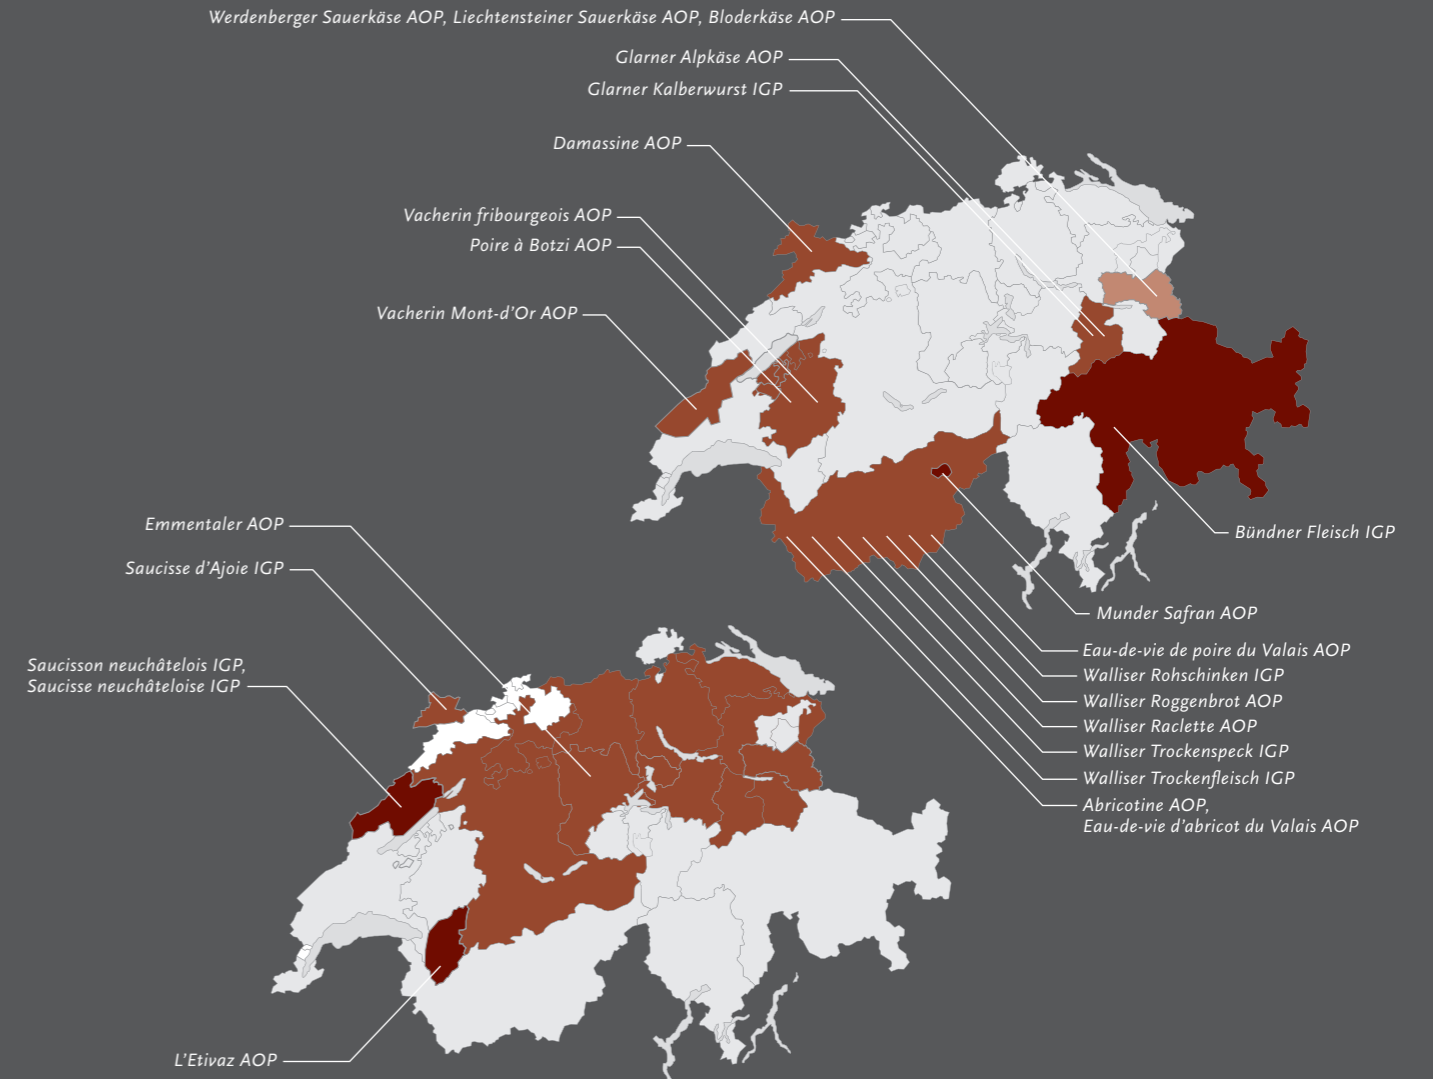 Werdenberger Sauerkäse AOP, Liechtensteiner Sauerkäse AOP, Bloderkäse AOP
Glarner Alpkäse AOP
Glarner Kalberwurst IGP
Damassine AOP
Vacherin fribourgeois AOP
Poire à Botzi AOP
Vacherin Mont-d'Or AOP
Bündner Fleisch IGP
Munder Safran AOP
Eau-de-vie de poire du Valais AOP
Walliser Rohschinken IGP
Walliser Roggenbrot AOP
Walliser Raclette AOP
Walliser Trockenspeck IGP
Walliser Trockenfleisch IGP
Abricotine AOP,
Eau-de-vie d'abricot du Valais AOP
Emmentaler AOP
Saucisse d'Ajoie IGP
Saucisson neuchâtelois IGP,
Saucisse neuchâteloise IGP
L'Etivaz AOP